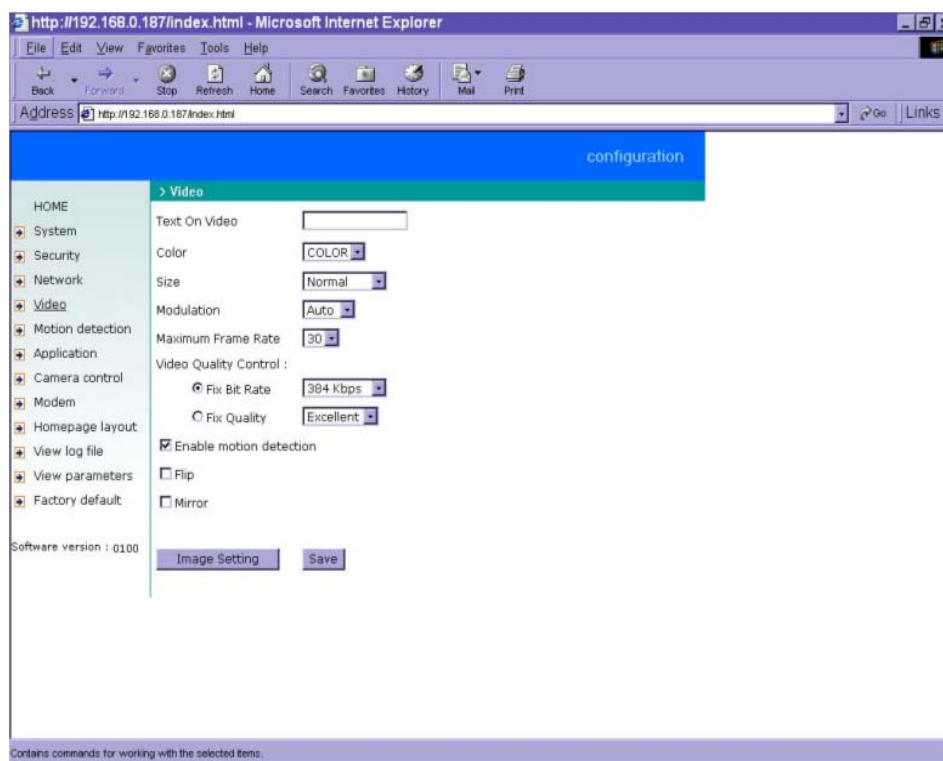 http://192.168.0.187/index.html - Microsoft Internet Explorer
File Edit View Favorites Tools Help
Back Forward Stop Refresh Home Search Favorites History Mail Print
Address http://192.168.0.187/index.html Go Links
configuration
> Video
HOME
System
Security
Network
Video
Motion detection
Application
Camera control
Modem
Homepage layout
View log file
View parameters
Factory default
Software version : 0100
Text On Video
Color COLOR
Size Normal
Modulation Auto
Maximum Frame Rate 30
Video Quality Control :
Fix Bit Rate 384 Kbps
Fix Quality Excellent
Enable motion detection
Flip
Mirror
Image Setting Save
Contains commands for working with the selected items.